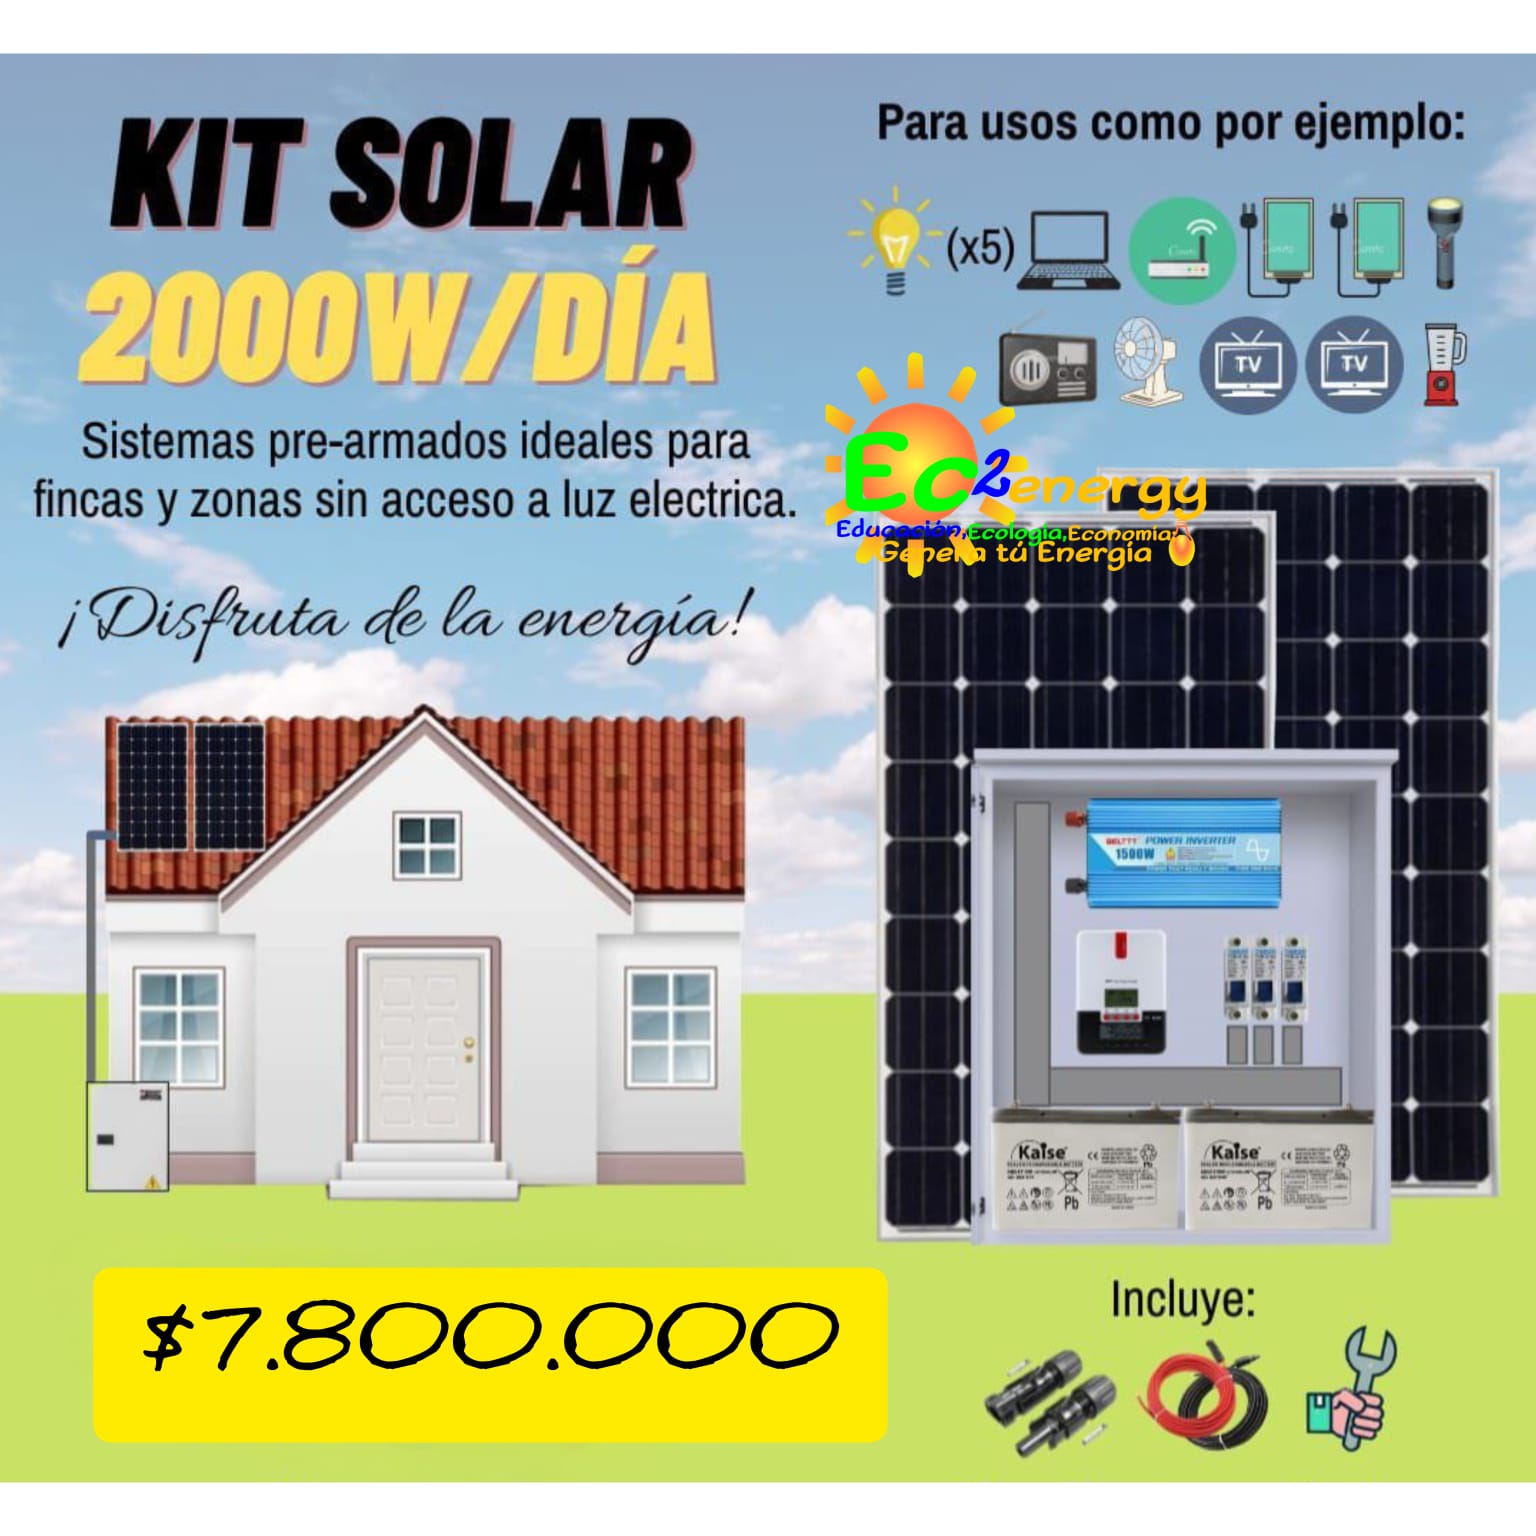 KIT SOLAR
2000W/DÍA
Sistemas pre-armados ideales para
fincas y zonas sin acceso a luz electrica.
¡Disfruta de la energía!
Para usos como por ejemplo:
(x5)
TV
TV
Ec2energy
Educación,Ecología,Economia
Genera tú Energía
POWER INVERTER
1500W
Kaise
Pb
Kaise
Pb
$7.800.000
Incluye: